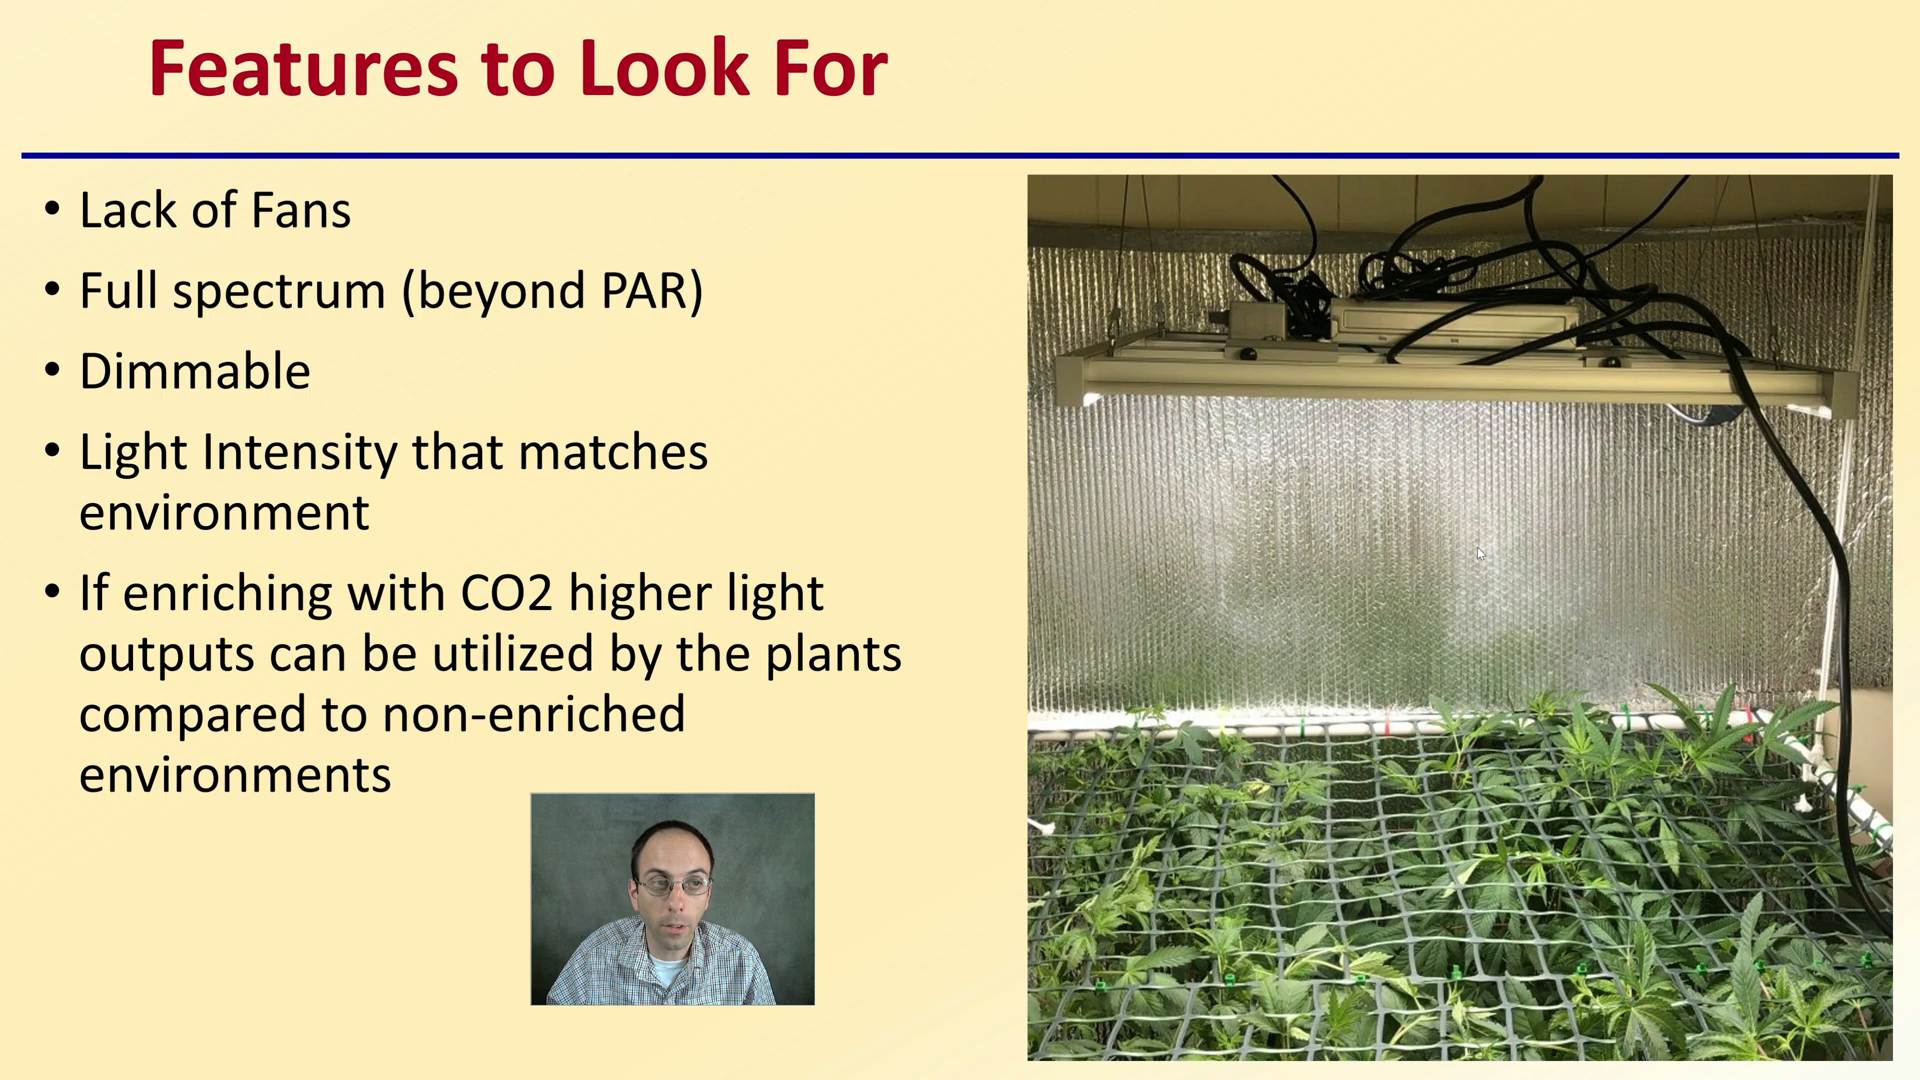 Features to Look For
• Lack of Fans
• Full spectrum (beyond PAR)
• Dimmable
• Light Intensity that matches
environment
• If enriching with CO2 higher light
outputs can be utilized by the plants
compared to non-enriched
environments